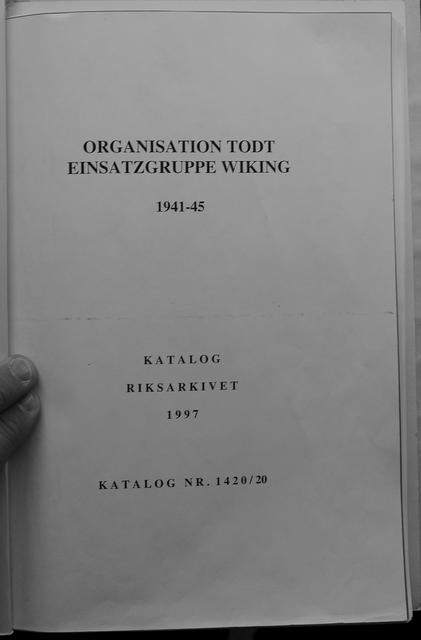 ORGANISATION TODT
EINSATZGRUPPE WIKING
1941-45
KATALOG
RIKSARKIVET
1997
KATALOG NR. 1420/20